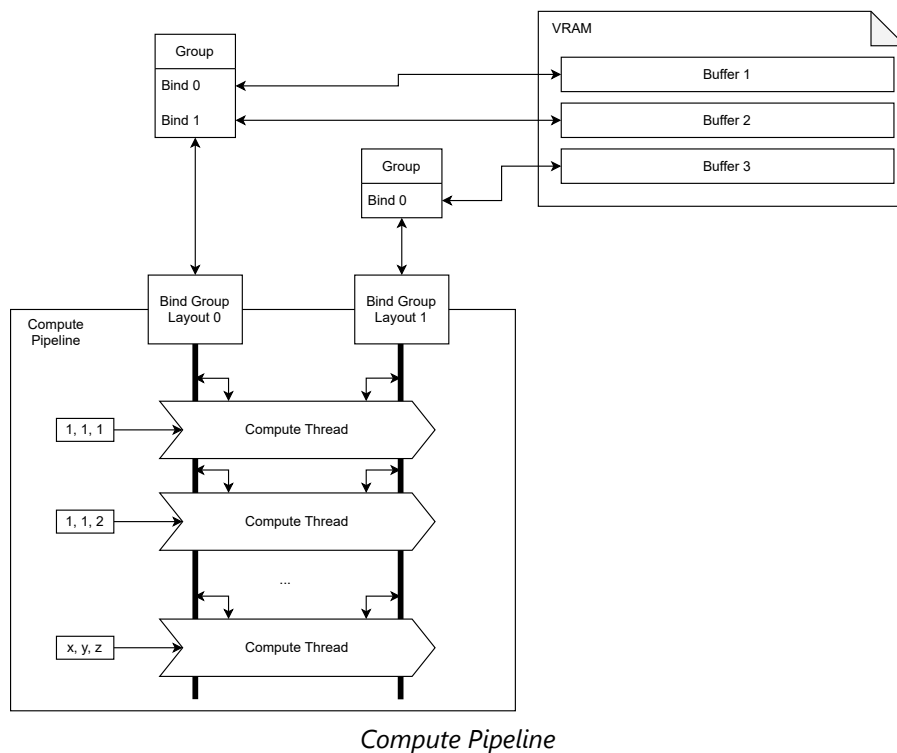 VRAM
Group
Buffer 1
Bind 0
Bind 1
Buffer 2
Group
Buffer 3
Bind 0
Bind Group
Layout 0
Bind Group
Layout 1
Compute
Pipeline
1, 1, 1
Compute Thread
1, 1, 2
Compute Thread
...
x, y, z
Compute Thread
Compute Pipeline